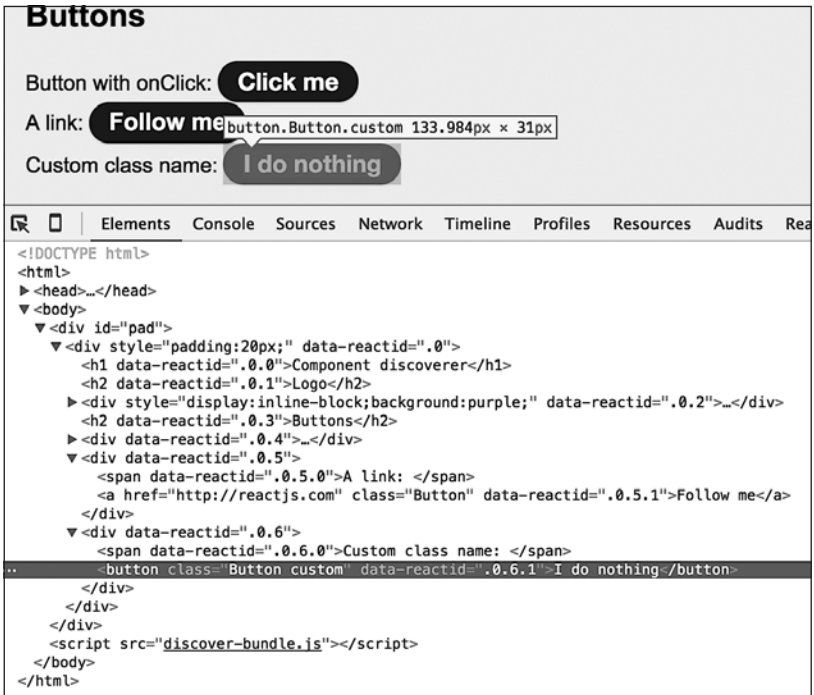 Buttons
Button with onClick: Click me
A link: Follow me
button.Button.custom 133.984px × 31px
Custom class name: I do nothing
Elements Console Sources Network Timeline Profiles Resources Audits Rea
<!DOCTYPE html>
<html>
▶<head>…</head>
▼<body>
▼<div id="pad">
▼<div style="padding:20px;" data-reactid=".0">
<h1 data-reactid=".0.0">Component discoverer</h1>
<h2 data-reactid=".0.1">Logo</h2>
▶<div style="display:inline-block;background:purple;" data-reactid=".0.2">…</div>
<h2 data-reactid=".0.3">Buttons</h2>
▶<div data-reactid=".0.4">…</div>
▼<div data-reactid=".0.5">
<span data-reactid=".0.5.0">A link: </span>
<a href="http://reactjs.com" class="Button" data-reactid=".0.5.1">Follow me</a>
</div>
▼<div data-reactid=".0.6">
<span data-reactid=".0.6.0">Custom class name: </span>
…<button class="Button custom" data-reactid=".0.6.1">I do nothing</button>
</div>
</div>
</div>
<script src="discover-bundle.js"></script>
</body>
</html>